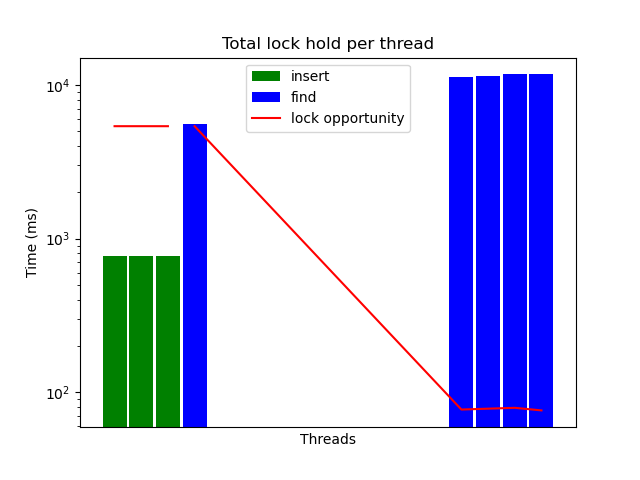 Total lock hold per thread
insert
find
lock opportunity
10⁴
10³
10²
Time (ms)
Threads